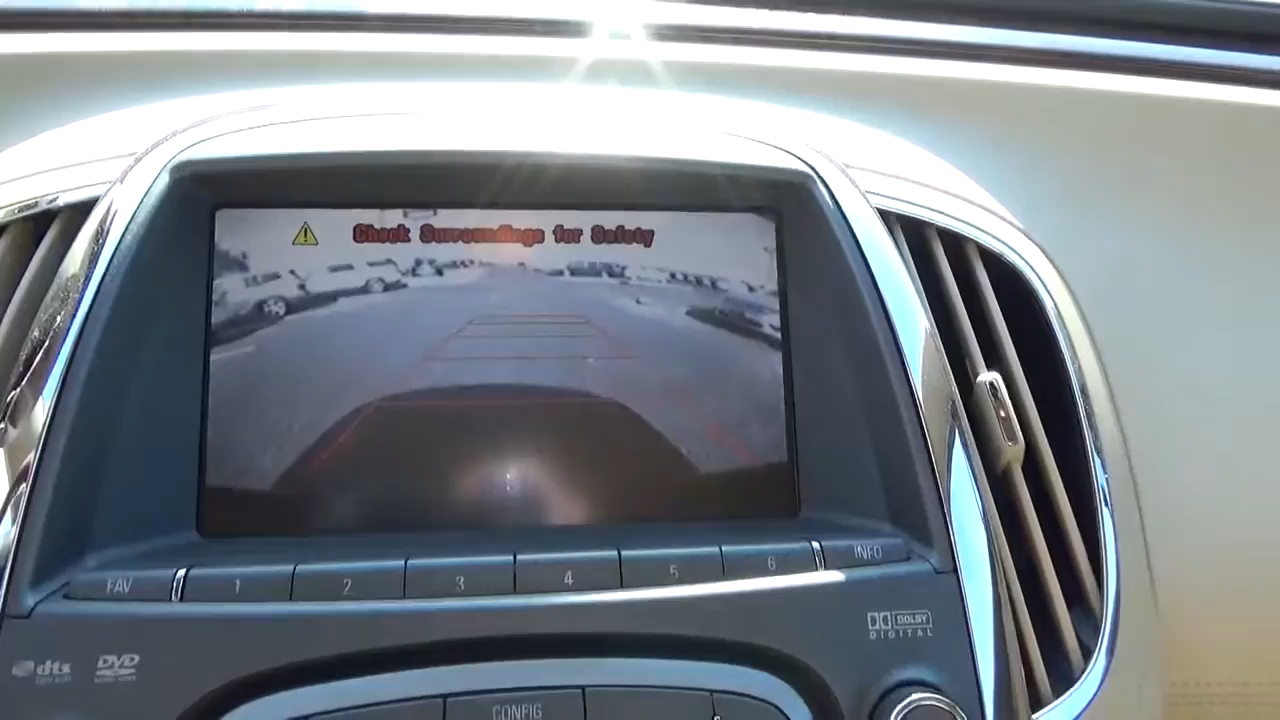 Check Surroundings for Safety
FAV 1 2 3 4 5 6 INFO
DOLBY
DIGITAL
dts
DVD
CONFIG